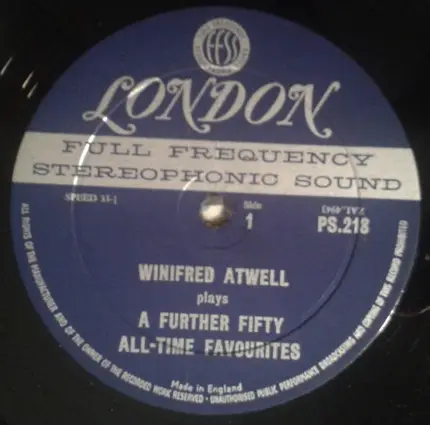 FFSS
LONDON
FULL FREQUENCY
STEREOPHONIC SOUND
SPEED 33⅓
Side
1
PS.218
WINIFRED ATWELL
plays
A FURTHER FIFTY
ALL-TIME FAVOURITES
Made in England
ALL RIGHTS OF THE MANUFACTURER AND OF THE OWNER OF THE RECORDED WORK RESERVED · UNAUTHORISED PUBLIC PERFORMANCE BROADCASTING AND COPYING OF THIS RECORD PROHIBITED